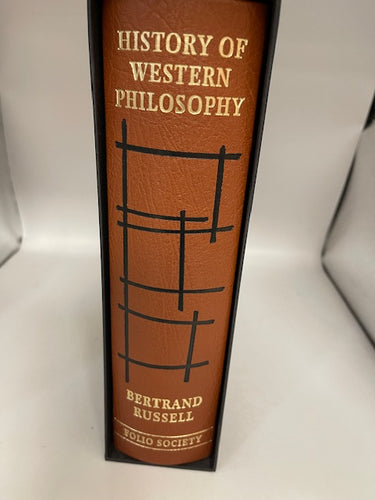 HISTORY OF
WESTERN
PHILOSOPHY
BERTRAND
RUSSELL
FOLIO SOCIETY